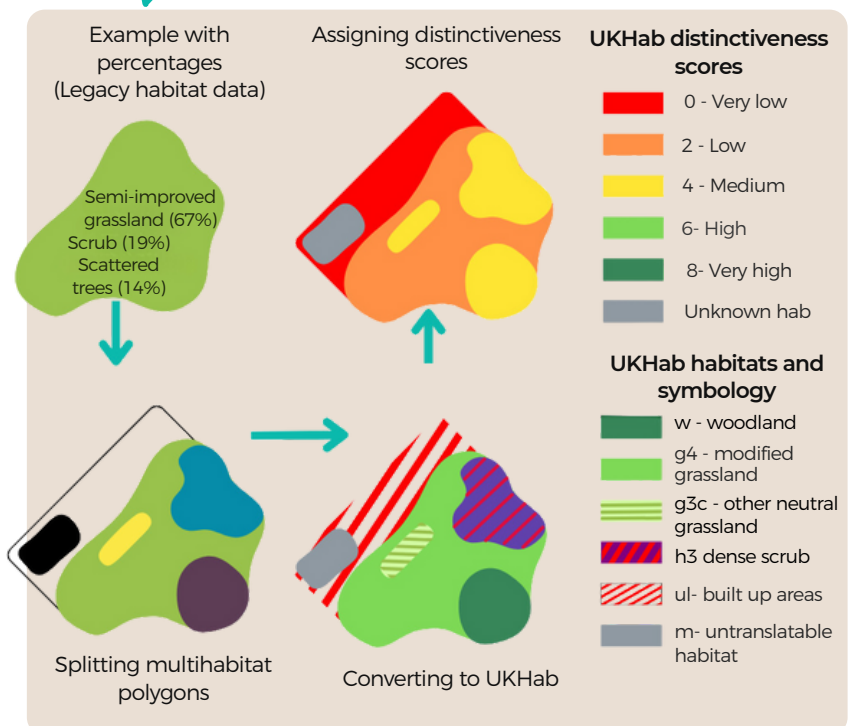 Example with
percentages
(Legacy habitat data)
Semi-improved
grassland (67%)
Scrub (19%)
Scattered
trees (14%)
Splitting multihabitat
polygons
Converting to UKHab
Assigning distinctiveness
scores
UKHab distinctiveness
scores
0 - Very low
2 - Low
4 - Medium
6- High
8- Very high
Unknown hab
UKHab habitats and
symbology
w - woodland
g4 - modified
grassland
g3c - other neutral
grassland
h3 dense scrub
u1- built up areas
m- untranslatable
habitat